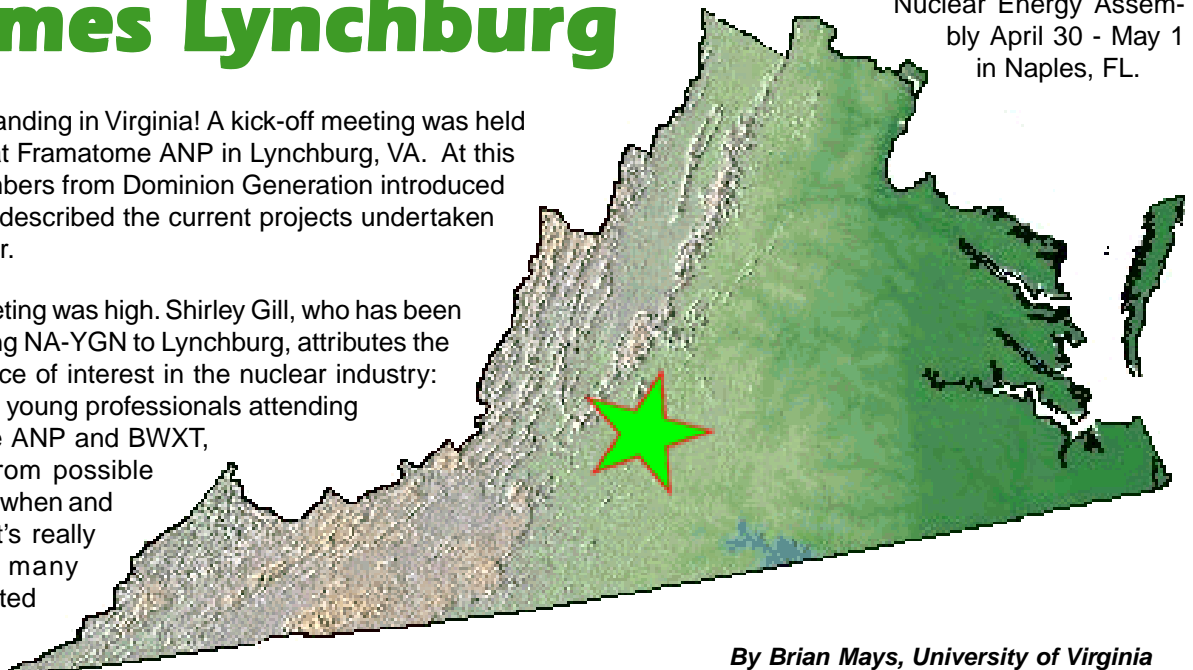 mes Lynchburg
anding in Virginia! A kick-off meeting was held
at Framatome ANP in Lynchburg, VA. At this
mbers from Dominion Generation introduced
described the current projects undertaken
r.
eting was high. Shirley Gill, who has been
ng NA-YGN to Lynchburg, attributes the
ce of interest in the nuclear industry:
young professionals attending
e ANP and BWXT,
from possible
when and
t's really
many
ted
Nuclear Energy Assem-
bly April 30 - May 1
in Naples, FL.
By Brian Mays, University of Virginia